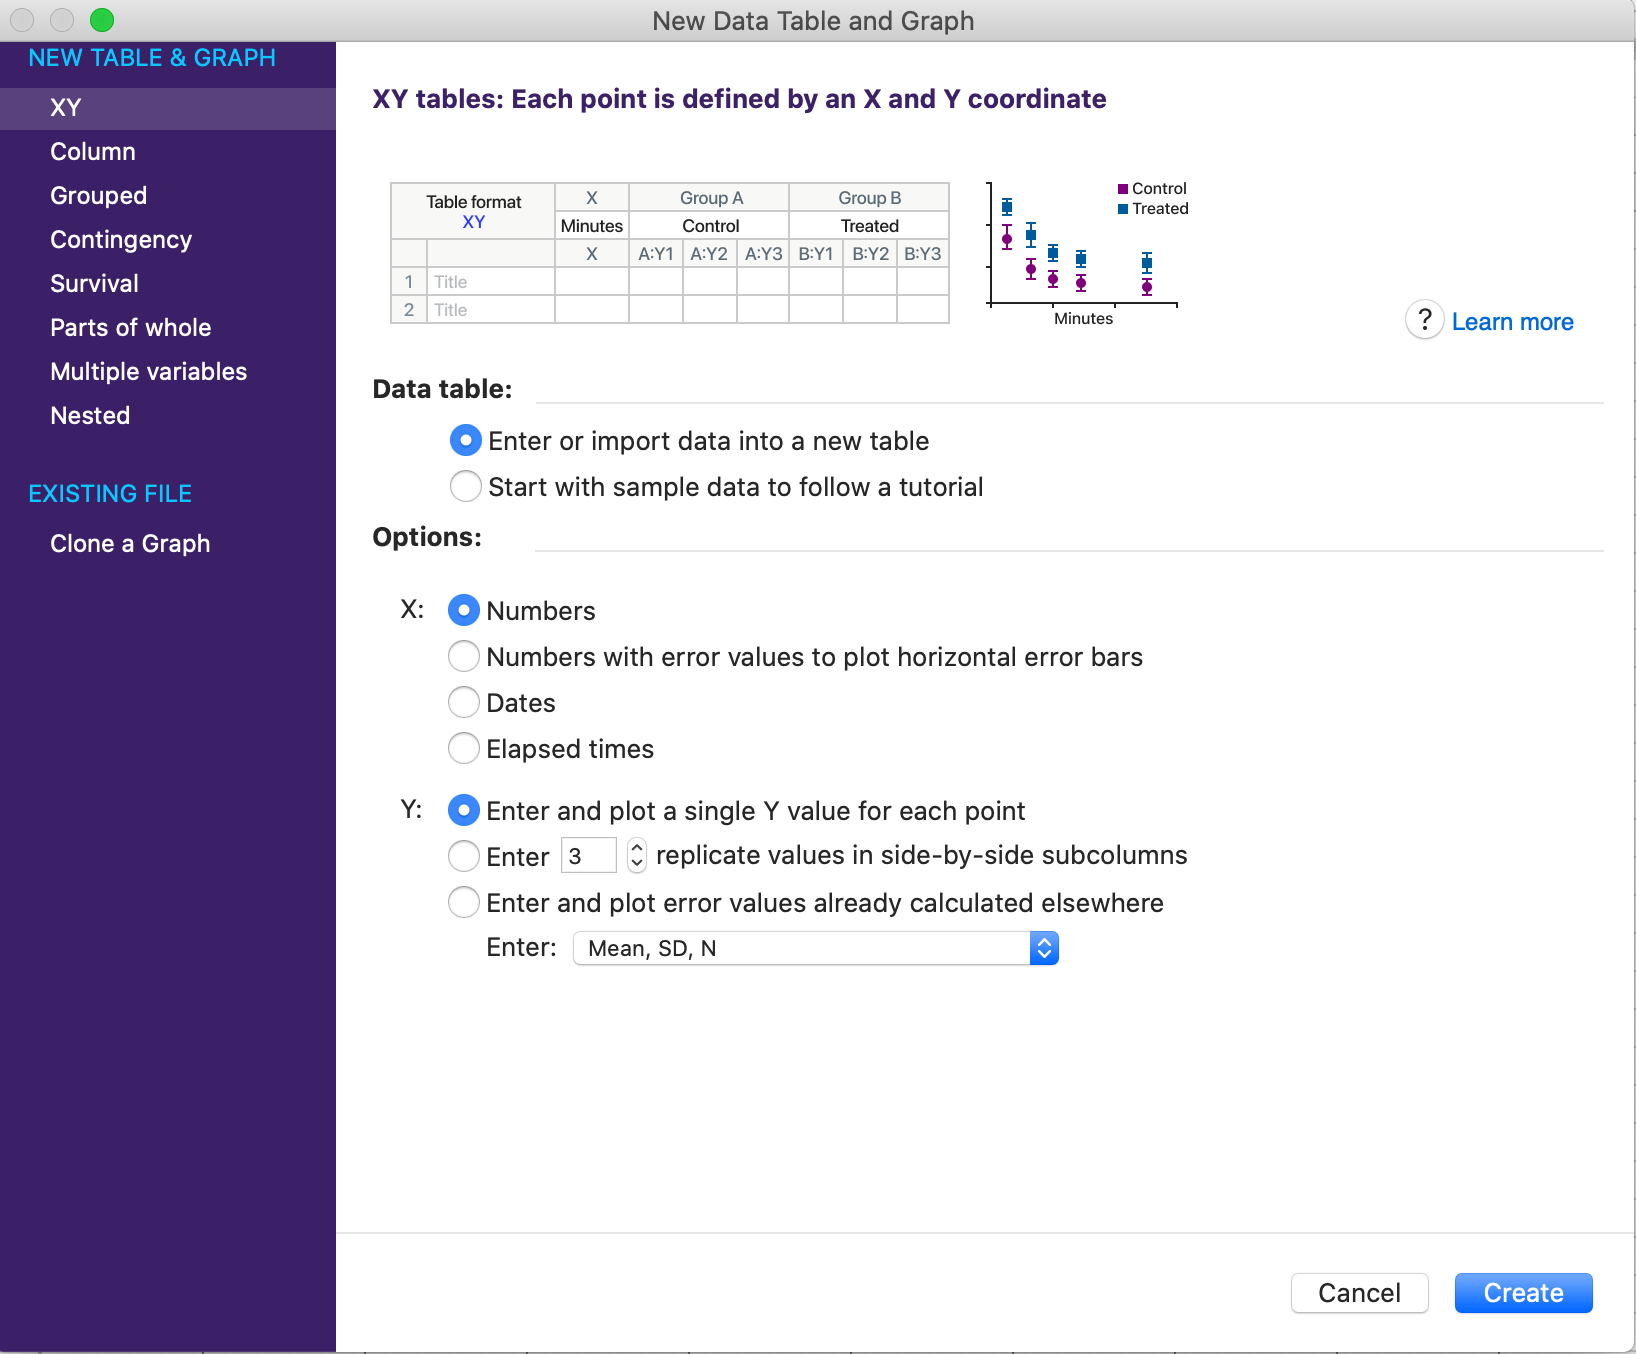 New Data Table and Graph
NEW TABLE & GRAPH
XY
Column
Grouped
Contingency
Survival
Parts of whole
Multiple variables
Nested
EXISTING FILE
Clone a Graph
XY tables: Each point is defined by an X and Y coordinate
Table format X Group A Group B
XY Minutes Control Treated
X A:Y1 A:Y2 A:Y3 B:Y1 B:Y2 B:Y3
1 Title
2 Title
Control
Treated
Minutes
? Learn more
Data table:
Enter or import data into a new table
Start with sample data to follow a tutorial
Options:
X: Numbers
Numbers with error values to plot horizontal error bars
Dates
Elapsed times
Y: Enter and plot a single Y value for each point
Enter 3 replicate values in side-by-side subcolumns
Enter and plot error values already calculated elsewhere
Enter: Mean, SD, N
Cancel Create